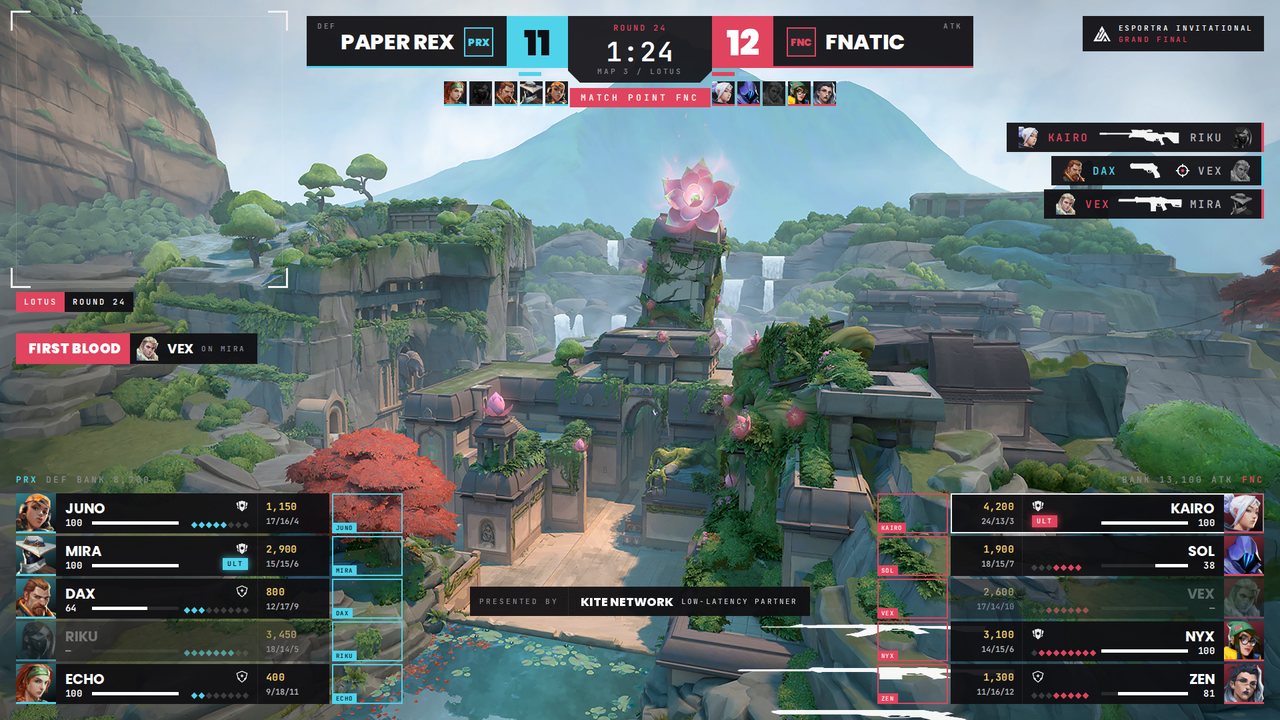 DEF
PAPER REX
PRX
11
ROUND 24
1:24
MAP 3 / LOTUS
12
FNC
FNATIC
ATK
MATCH POINT FNC
ESPORTRA INVITATIONAL
GRAND FINAL
KAIRO RIKU
DAX VEX
VEX MIRA
LOTUS ROUND 24
FIRST BLOOD VEX ON MIRA
PRX DEF BANK 8,700
JUNO 1,150
100 17/16/4
JUNO
MIRA 2,900
100 ULT 15/15/6
MIRA
DAX 800
64 12/17/9
DAX
RIKU 3,450
– 18/14/5
RIKU
ECHO 400
100 9/18/11
ECHO
PRESENTED BY KITE NETWORK LOW-LATENCY PARTNER
BANK 13,100 ATK FNC
KAIRO
4,200 KAIRO
24/13/3 ULT 100
SOL
1,900 SOL
18/15/7 38
VEX
2,600 VEX
17/14/10 –
NYX
3,100 NYX
14/15/6 100
ZEN
1,300 ZEN
11/16/12 81